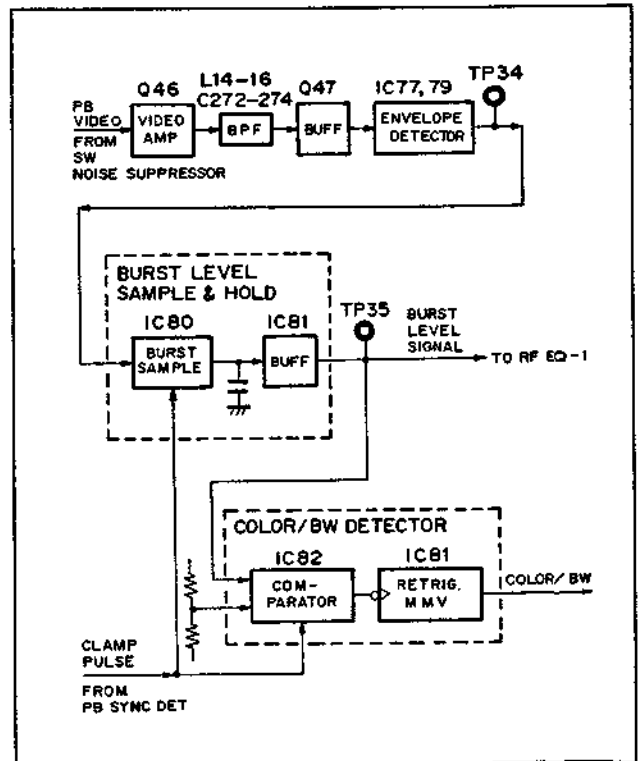 Q46
L14-16
C272-274
Q47
IC77, 79
TP34
PB
VIDEO
FROM
SW
NOISE SUPPRESSOR
VIDEO
AMP
BPF
BUFF
ENVELOPE
DETECTOR
BURST LEVEL
SAMPLE & HOLD
IC80
BURST
SAMPLE
IC81
BUFF
TP35
BURST
LEVEL
SIGNAL
TO RF EQ-1
COLOR/BW DETECTOR
IC82
COM-
PARATOR
IC81
RETRIG.
MMV
COLOR/BW
CLAMP
PULSE
FROM
PB SYNC DET